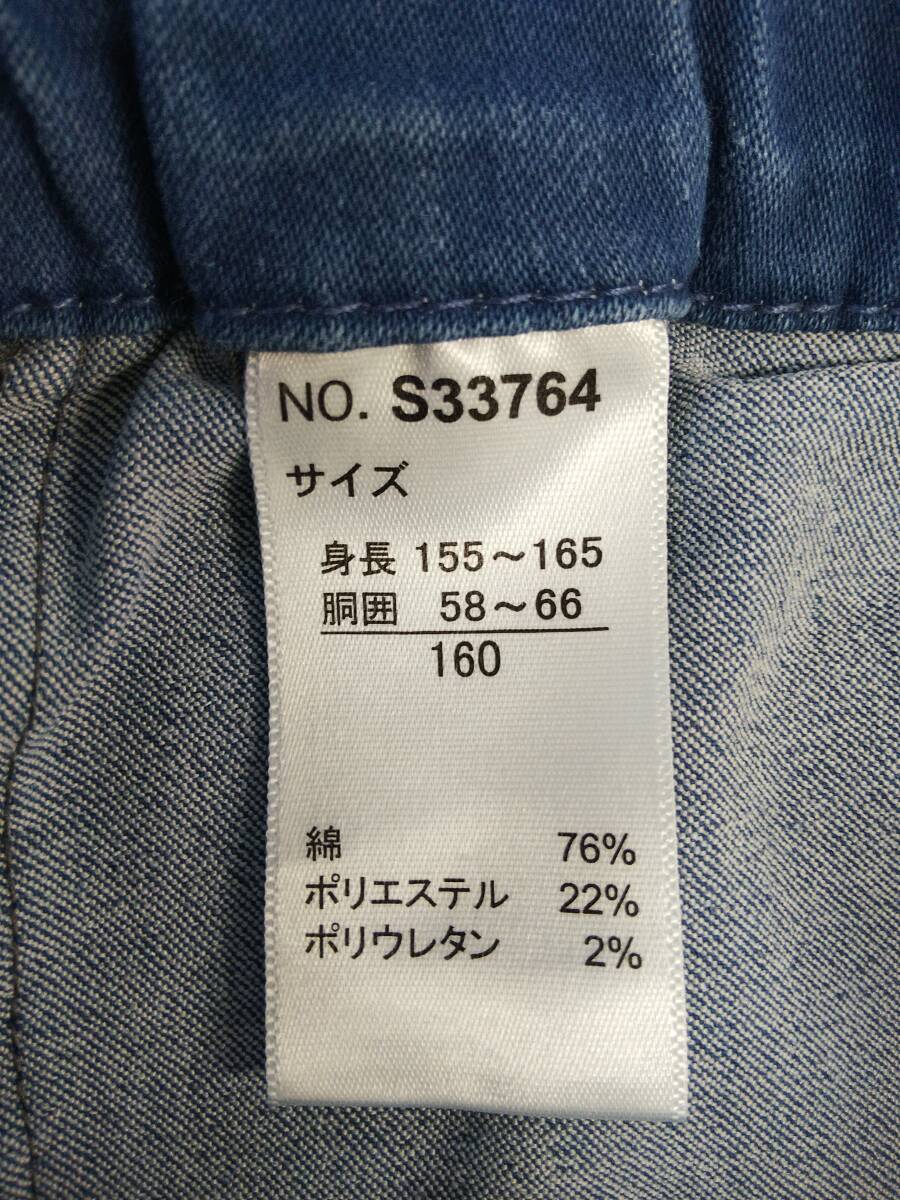 NO. S33764
サイズ
身長 155～165
胴囲 58～66
160
綿 76%
ポリエステル 22%
ポリウレタン 2%